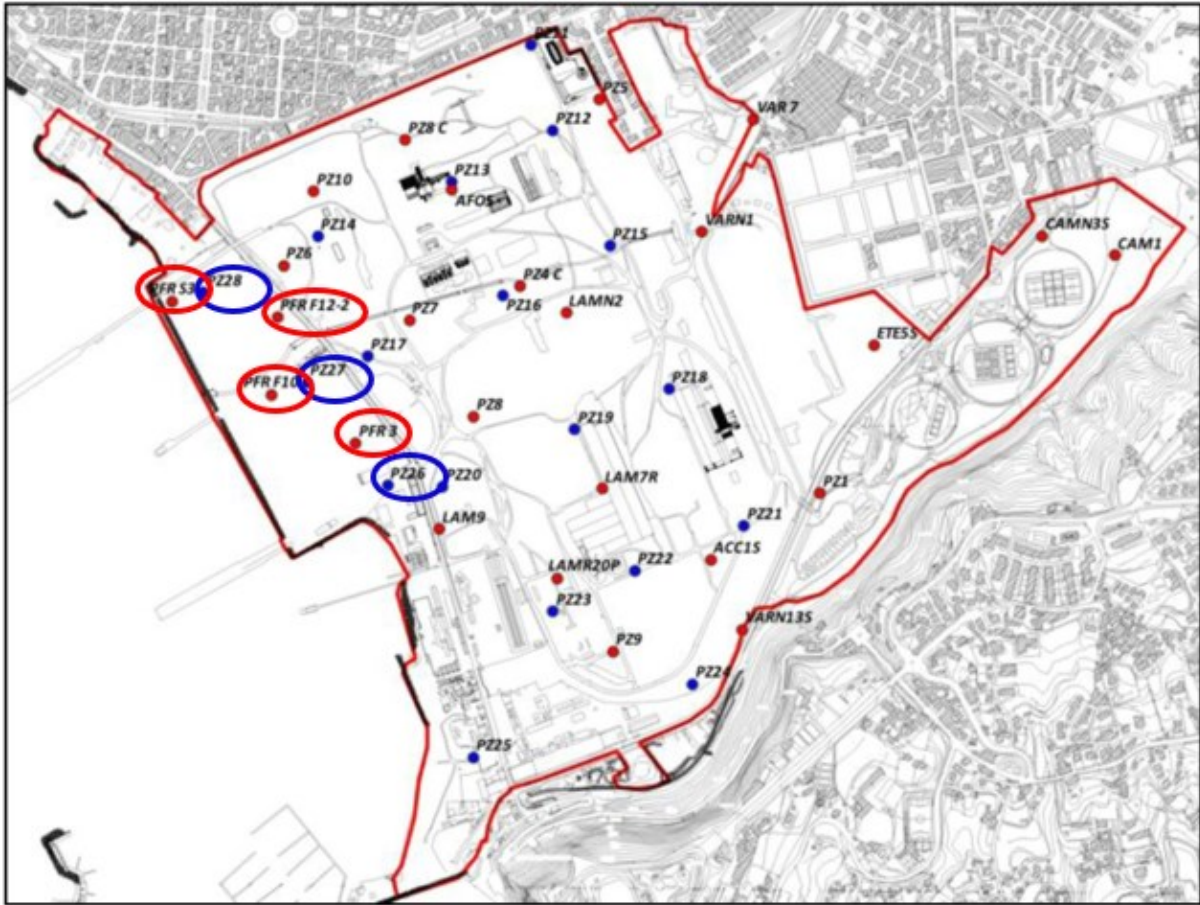 PZ11
PZ5
VAR 7
PZ12
PZ8 C
PZ13
AFOS
PZ10
PZ14
VARN1
PZ15
CAMN3S
CAM1
PZ6
PZ28
PFR S3
PZ4 C
PZ16
LAMN2
PFR F12-2
PZ7
ETE5S
PZ17
PZ27
PFR F10
PZ18
PZ8
PZ19
PFR 3
PZ26
PZ20
LAM7R
PZ1
LAM9
PZ21
ACC1S
PZ22
LAMR20P
PZ23
VARN13S
PZ9
PZ24
PZ25